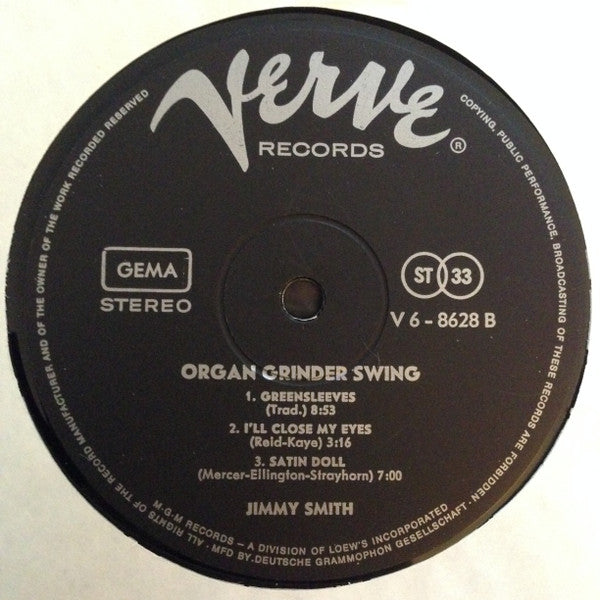 Verve
RECORDS ®
GEMA
STEREO
ST 33
V 6 - 8628 B
ORGAN GRINDER SWING
1. GREENSLEEVES
(Trad.) 8:53
2. I'LL CLOSE MY EYES
(Reid-Kaye) 3:16
3. SATIN DOLL
(Mercer-Ellington-Strayhorn) 7:00
JIMMY SMITH
M·G·M RECORDS – A DIVISION OF LOEW'S INCORPORATED
ALL RIGHTS OF THE RECORD MANUFACTURER AND OF THE OWNER OF THE WORK RECORDED RESERVED
COPYING, PUBLIC PERFORMANCE, BROADCASTING OF THESE RECORDS ARE FORBIDDEN
· MFD BY. DEUTSCHE GRAMMOPHON GESELLSCHAFT ·